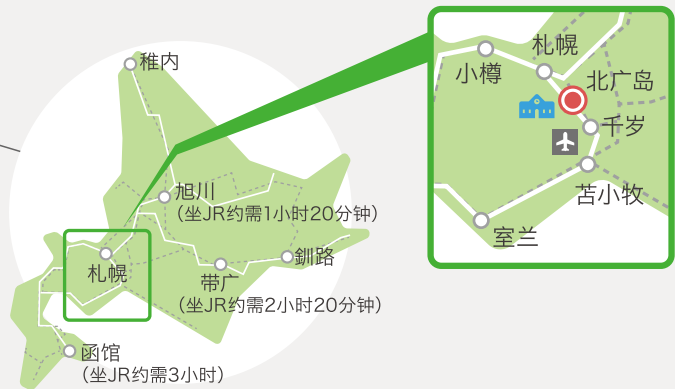 稚内
旭川
(坐JR约需1小时20分钟)
札幌
釧路
带广
(坐JR约需2小时20分钟)
函馆
(坐JR约需3小时)
札幌
小樽
北广岛
千岁
苫小牧
室兰